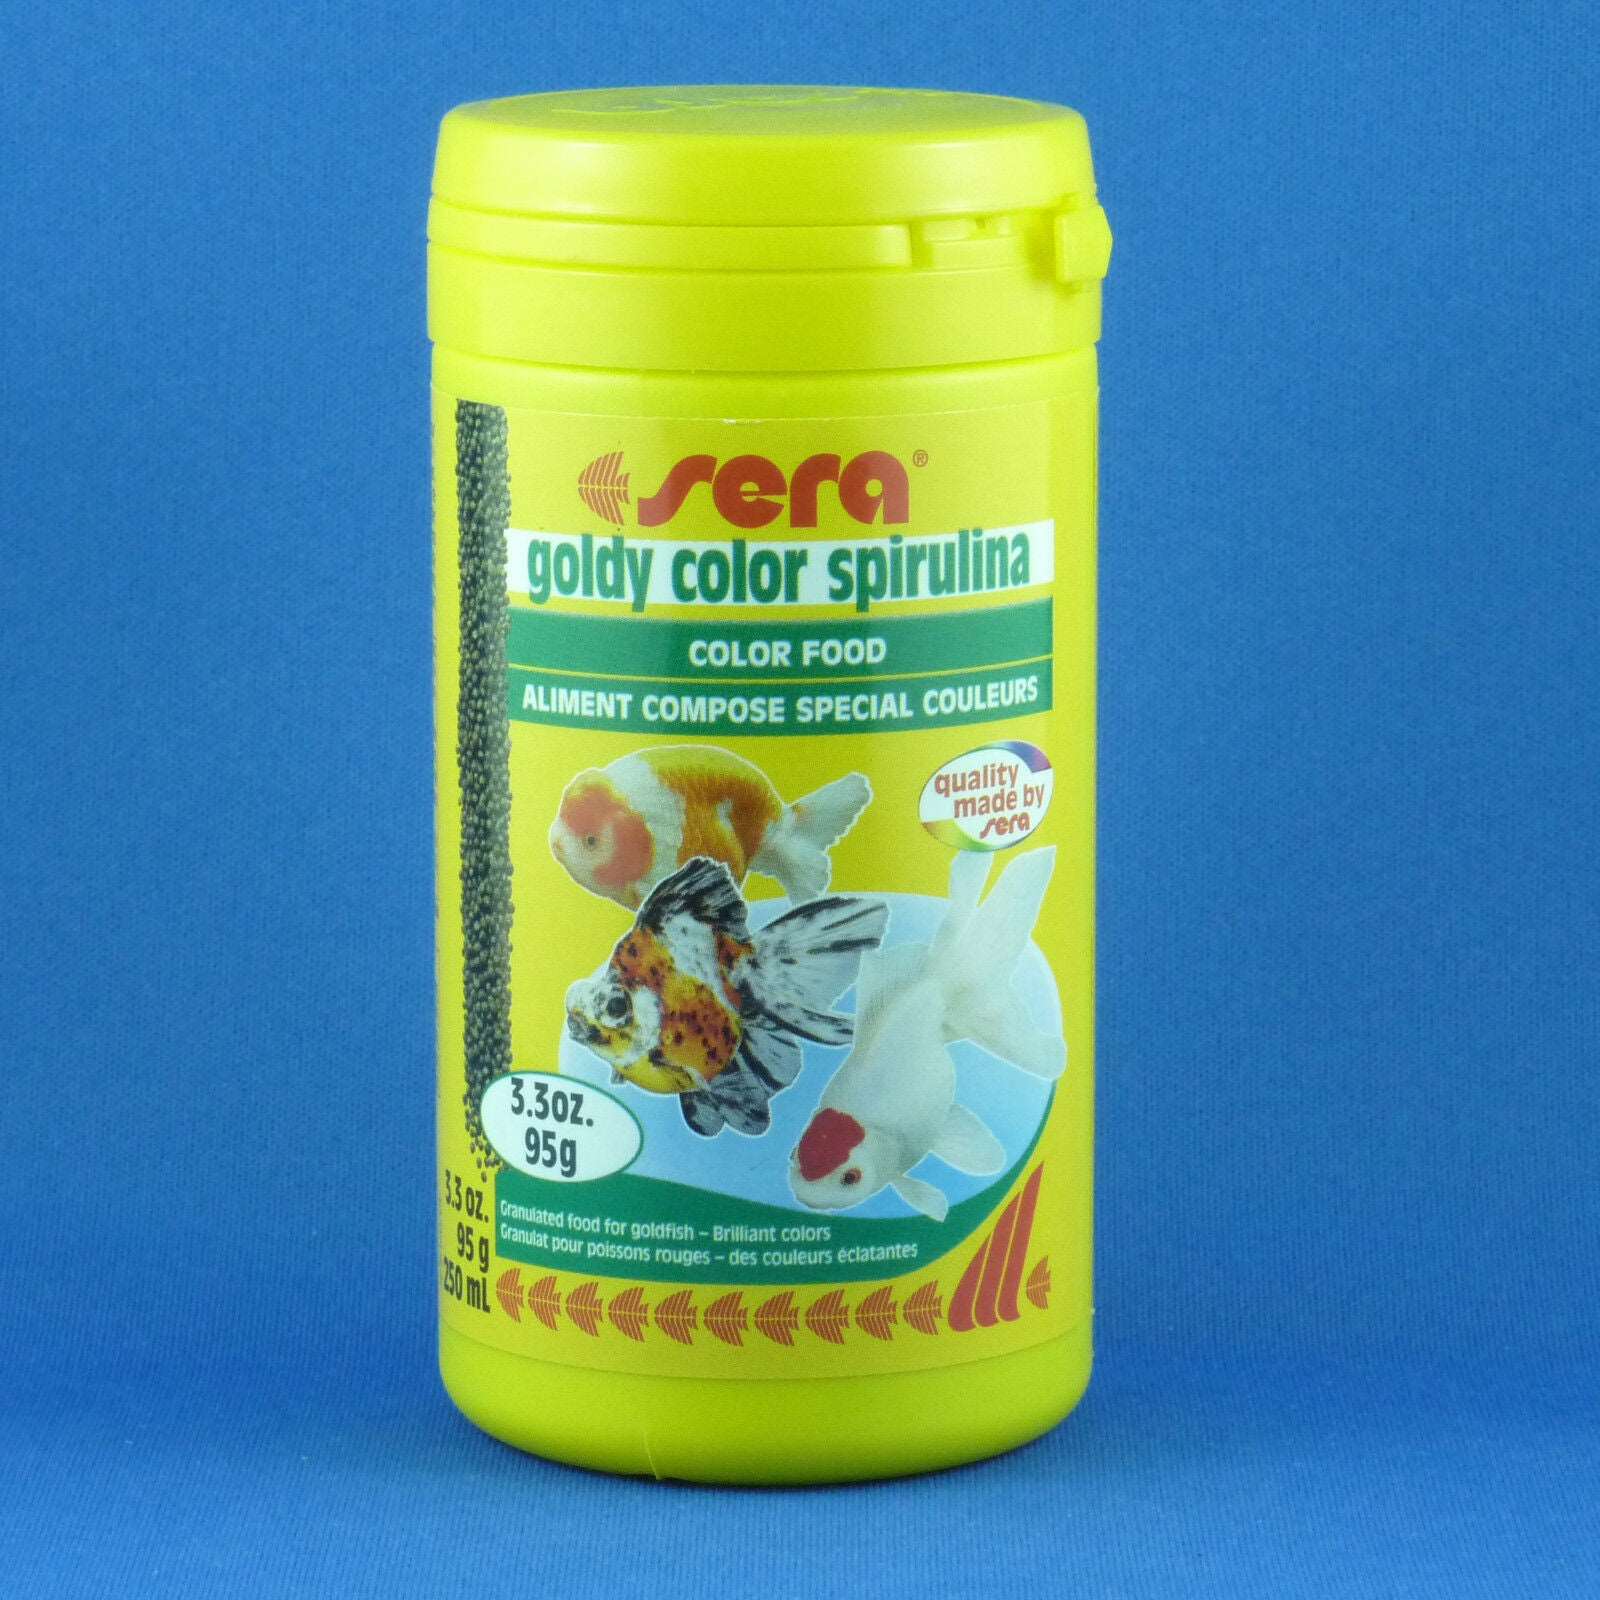 sera®
goldy color spirulina
COLOR FOOD
ALIMENT COMPOSE SPECIAL COULEURS
quality
made by
sera
3.3oz.
95g
3.3 oz.
95 g
250 mL
Granulated food for goldfish – Brilliant colors
Granulat pour poissons rouges – des couleurs éclatantes